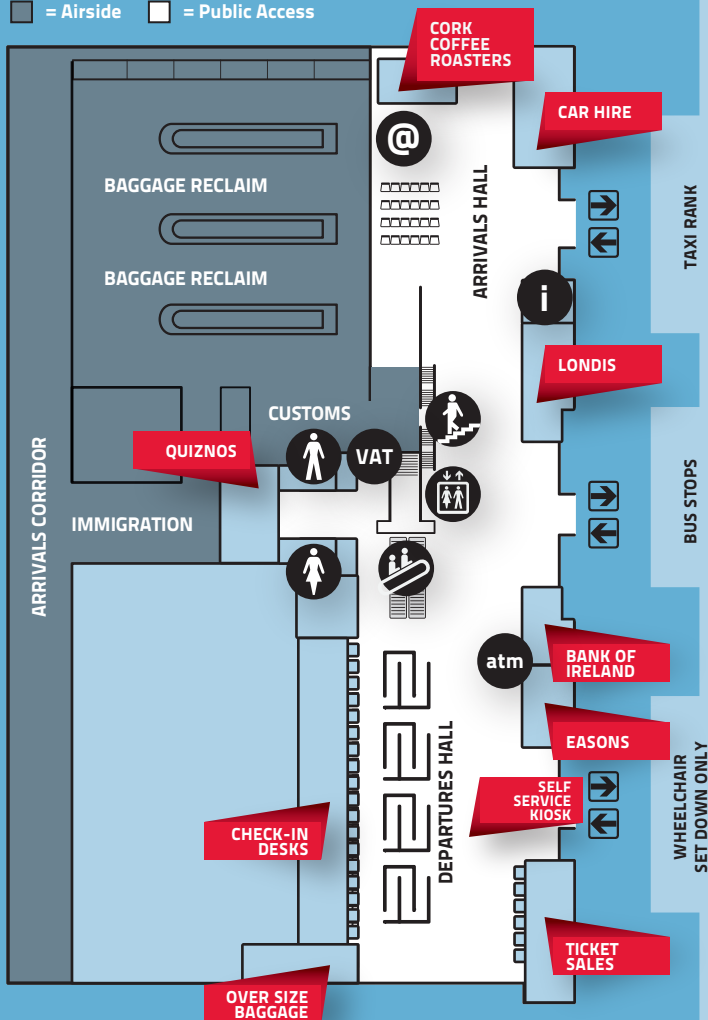 = Airside
= Public Access
CORK
COFFEE
ROASTERS
CAR HIRE
@
BAGGAGE RECLAIM
ARRIVALS HALL
TAXI RANK
BAGGAGE RECLAIM
i
LONDIS
CUSTOMS
QUIZNOS
VAT
ARRIVALS CORRIDOR
IMMIGRATION
BUS STOPS
atm
BANK OF
IRELAND
EASONS
DEPARTURES HALL
WHEELCHAIR
SET DOWN ONLY
SELF
SERVICE
KIOSK
CHECK-IN
DESKS
TICKET
SALES
OVER SIZE
BAGGAGE